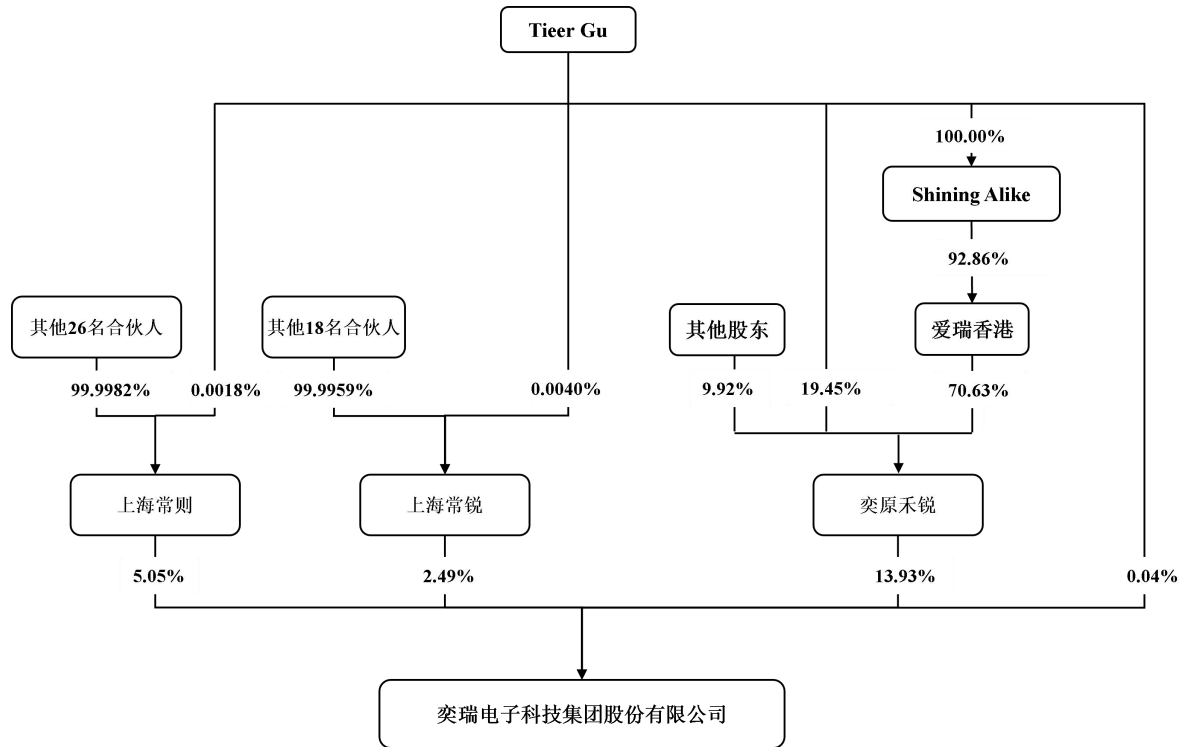 Tieer Gu
100.00%
Shining Alike
92.86%
其他26名合伙人
其他18名合伙人
其他股东
爱瑞香港
99.9982%
0.0018%
99.9959%
0.0040%
9.92%
19.45%
70.63%
上海常则
上海常锐
奕原禾锐
5.05%
2.49%
13.93%
0.04%
奕瑞电子科技集团股份有限公司